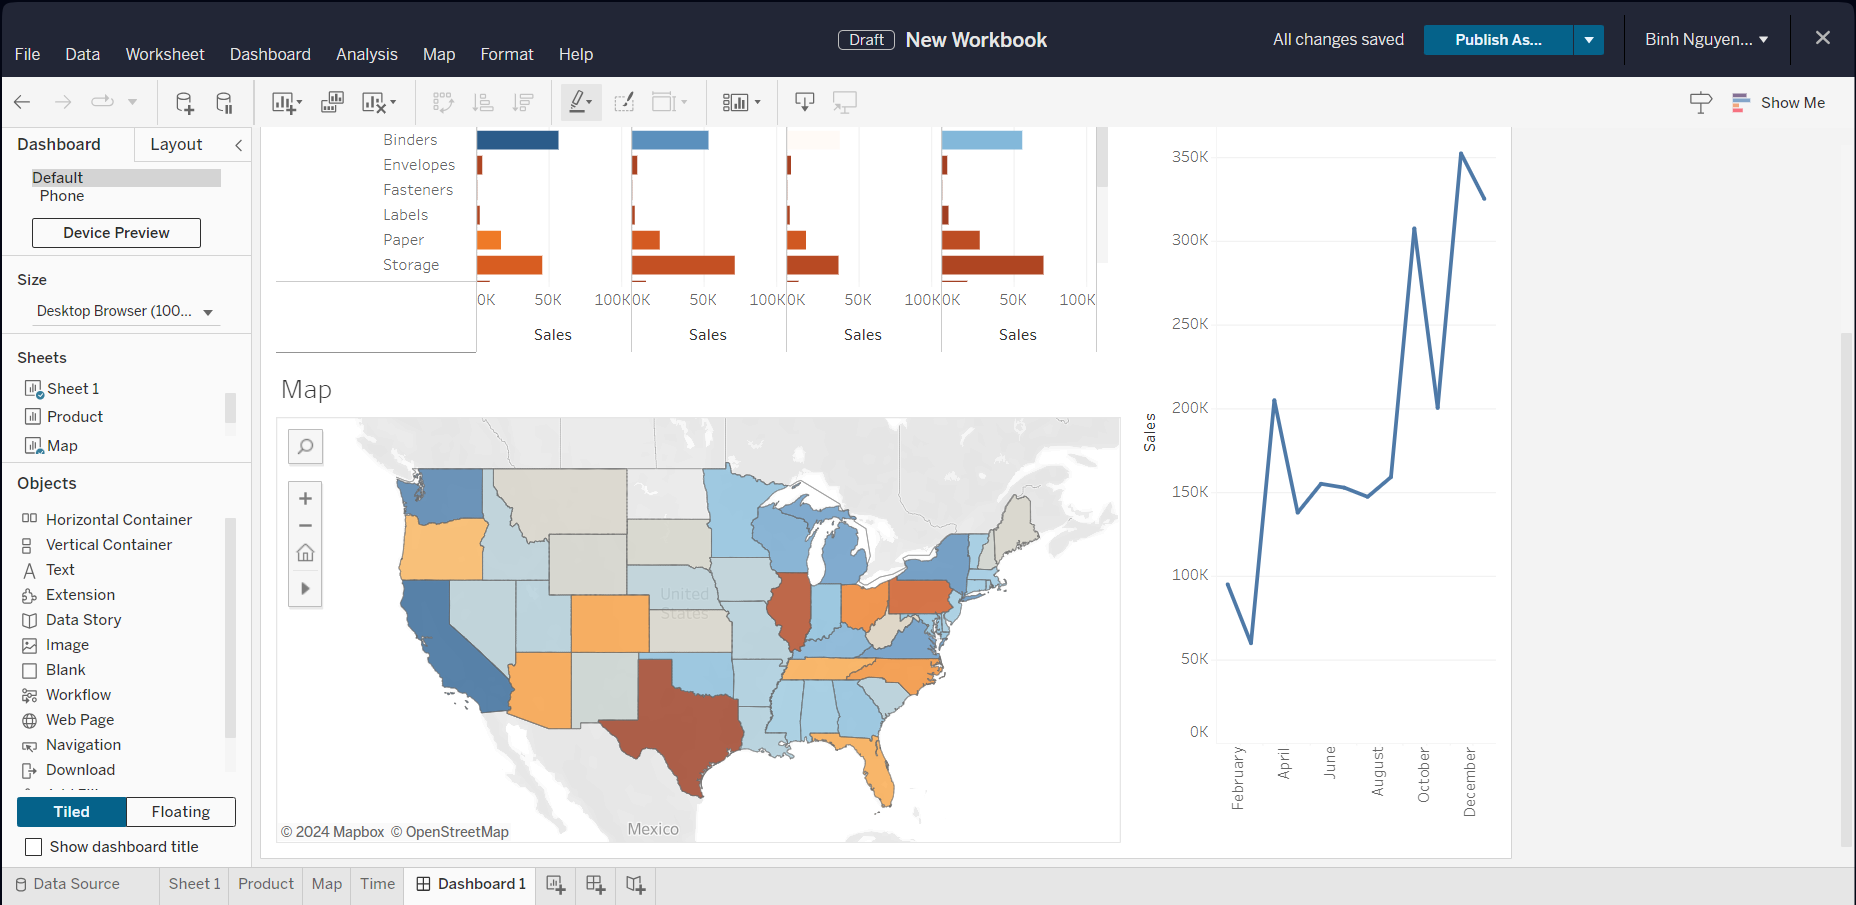 Draft New Workbook
All changes saved
Publish As...
Binh Nguyen...
File Data Worksheet Dashboard Analysis Map Format Help
Show Me
Dashboard Layout
Default
Phone
Device Preview
Size
Desktop Browser (100...
Sheets
Sheet 1
Product
Map
Objects
Horizontal Container
Vertical Container
Text
Extension
Data Story
Image
Blank
Workflow
Web Page
Navigation
Download
Tiled Floating
Show dashboard title
Binders
Envelopes
Fasteners
Labels
Paper
Storage
0K 50K 100K 0K 50K 100K 0K 50K 100K 0K 50K 100K
Sales Sales Sales Sales
Map
United
States
Mexico
© 2024 Mapbox © OpenStreetMap
350K
300K
250K
200K
150K
100K
50K
0K
Sales
February
April
June
August
October
December
Data Source Sheet 1 Product Map Time Dashboard 1